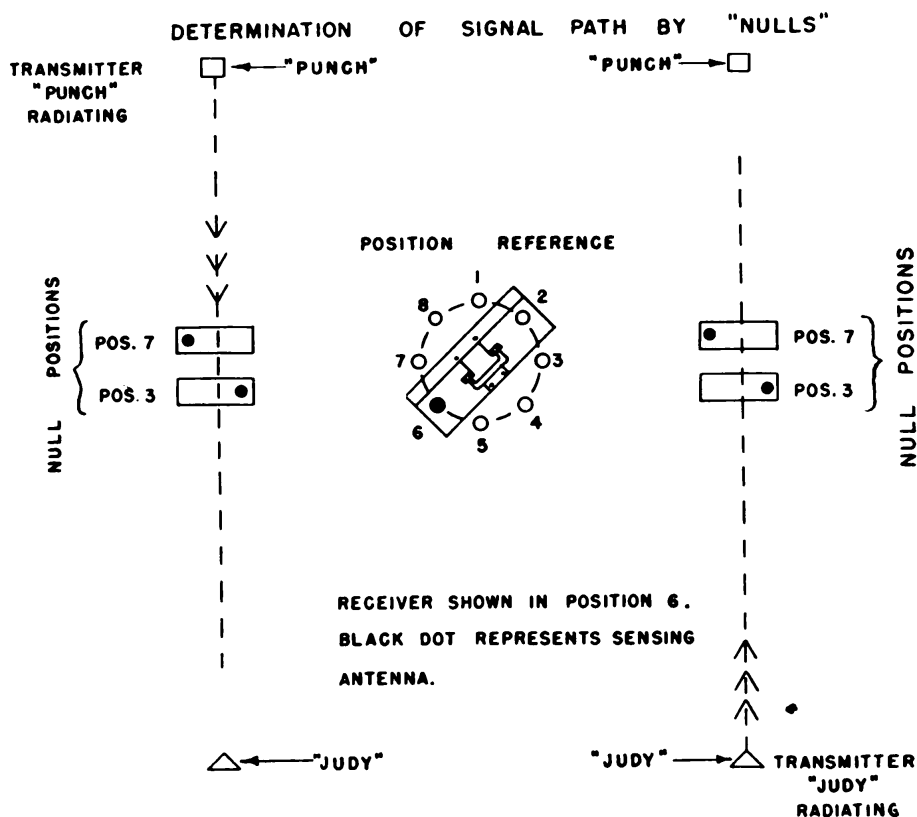 DETERMINATION OF SIGNAL PATH BY "NULLS"
TRANSMITTER
"PUNCH"
RADIATING
"PUNCH"
"PUNCH"
POSITION REFERENCE
1
2
3
4
5
6
7
8
NULL POSITIONS
POS. 7
POS. 3
POS. 7
POS. 3
NULL POSITIONS
RECEIVER SHOWN IN POSITION 6.
BLACK DOT REPRESENTS SENSING
ANTENNA.
"JUDY"
"JUDY"
TRANSMITTER
"JUDY"
RADIATING